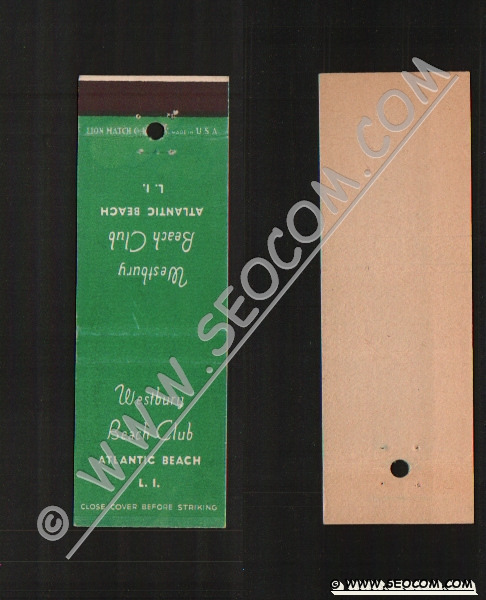 LION MATCH MADE IN U S A
L. I.
ATLANTIC BEACH
Beach Club
Westbury
Westbury
Beach Club
ATLANTIC BEACH
L. I.
CLOSE COVER BEFORE STRIKING
© WWW.SEOCOM.COM
© WWW.SEOCOM.COM